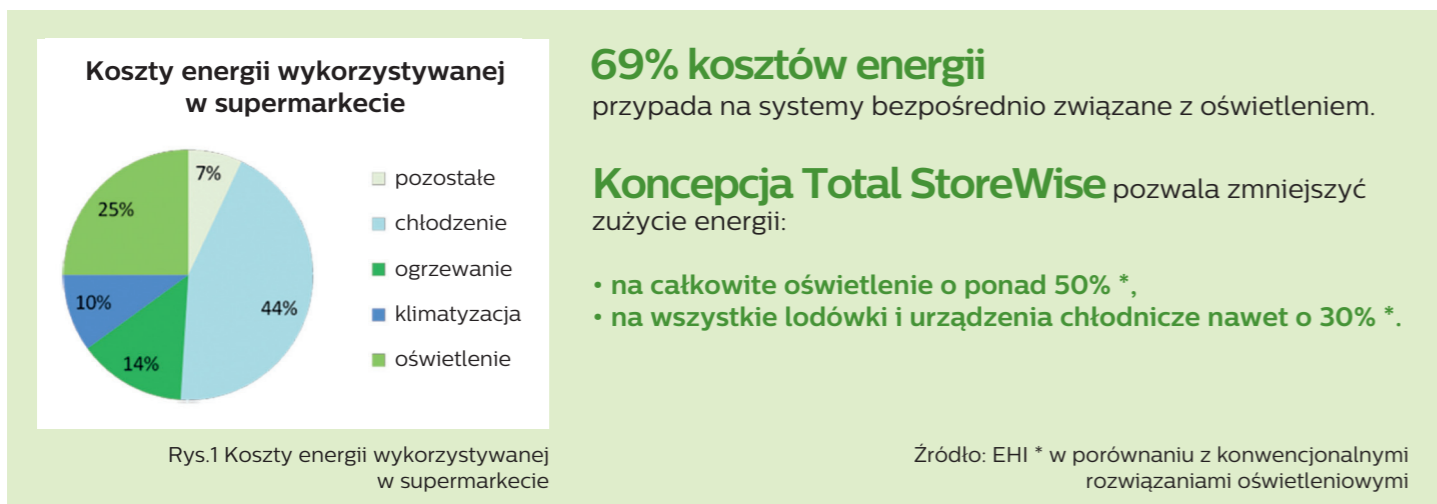 Koszty energii wykorzystywanej
w supermarkecie
7%
25%
10%
14%
44%
pozostałe
chłodzenie
ogrzewanie
klimatyzacja
oświetlenie
Rys.1 Koszty energii wykorzystywanej
w supermarkecie
69% kosztów energii
przypada na systemy bezpośrednio związane z oświetleniem.
Koncepcja Total StoreWise pozwala zmniejszyć
zużycie energii:
• na całkowite oświetlenie o ponad 50% *,
• na wszystkie lodówki i urządzenia chłodnicze nawet o 30% *.
Źródło: EHI * w porównaniu z konwencjonalnymi
rozwiązaniami oświetleniowymi